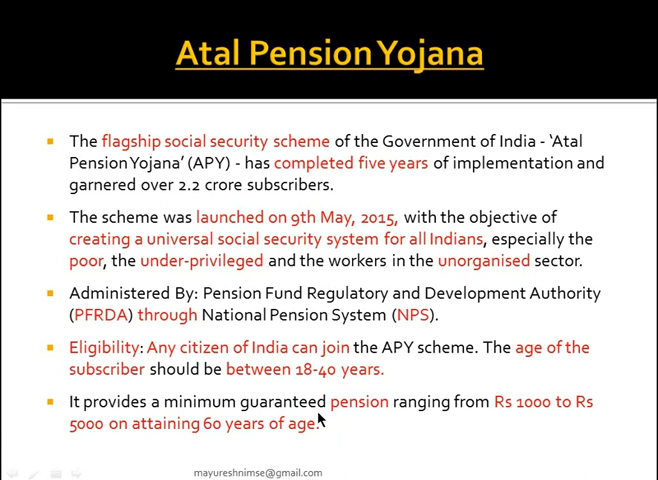 Atal Pension Yojana
The flagship social security scheme of the Government of India - ‘Atal
Pension Yojana’ (APY) - has completed five years of implementation and
garnered over 2.2 crore subscribers.
The scheme was launched on 9th May, 2015, with the objective of
creating a universal social security system for all Indians, especially the
poor, the under-privileged and the workers in the unorganised sector.
Administered By: Pension Fund Regulatory and Development Authority
(PFRDA) through National Pension System (NPS).
Eligibility: Any citizen of India can join the APY scheme. The age of the
subscriber should be between 18-40 years.
It provides a minimum guaranteed pension ranging from Rs 1000 to Rs
5000 on attaining 60 years of age.
mayureshnimse@gmail.com